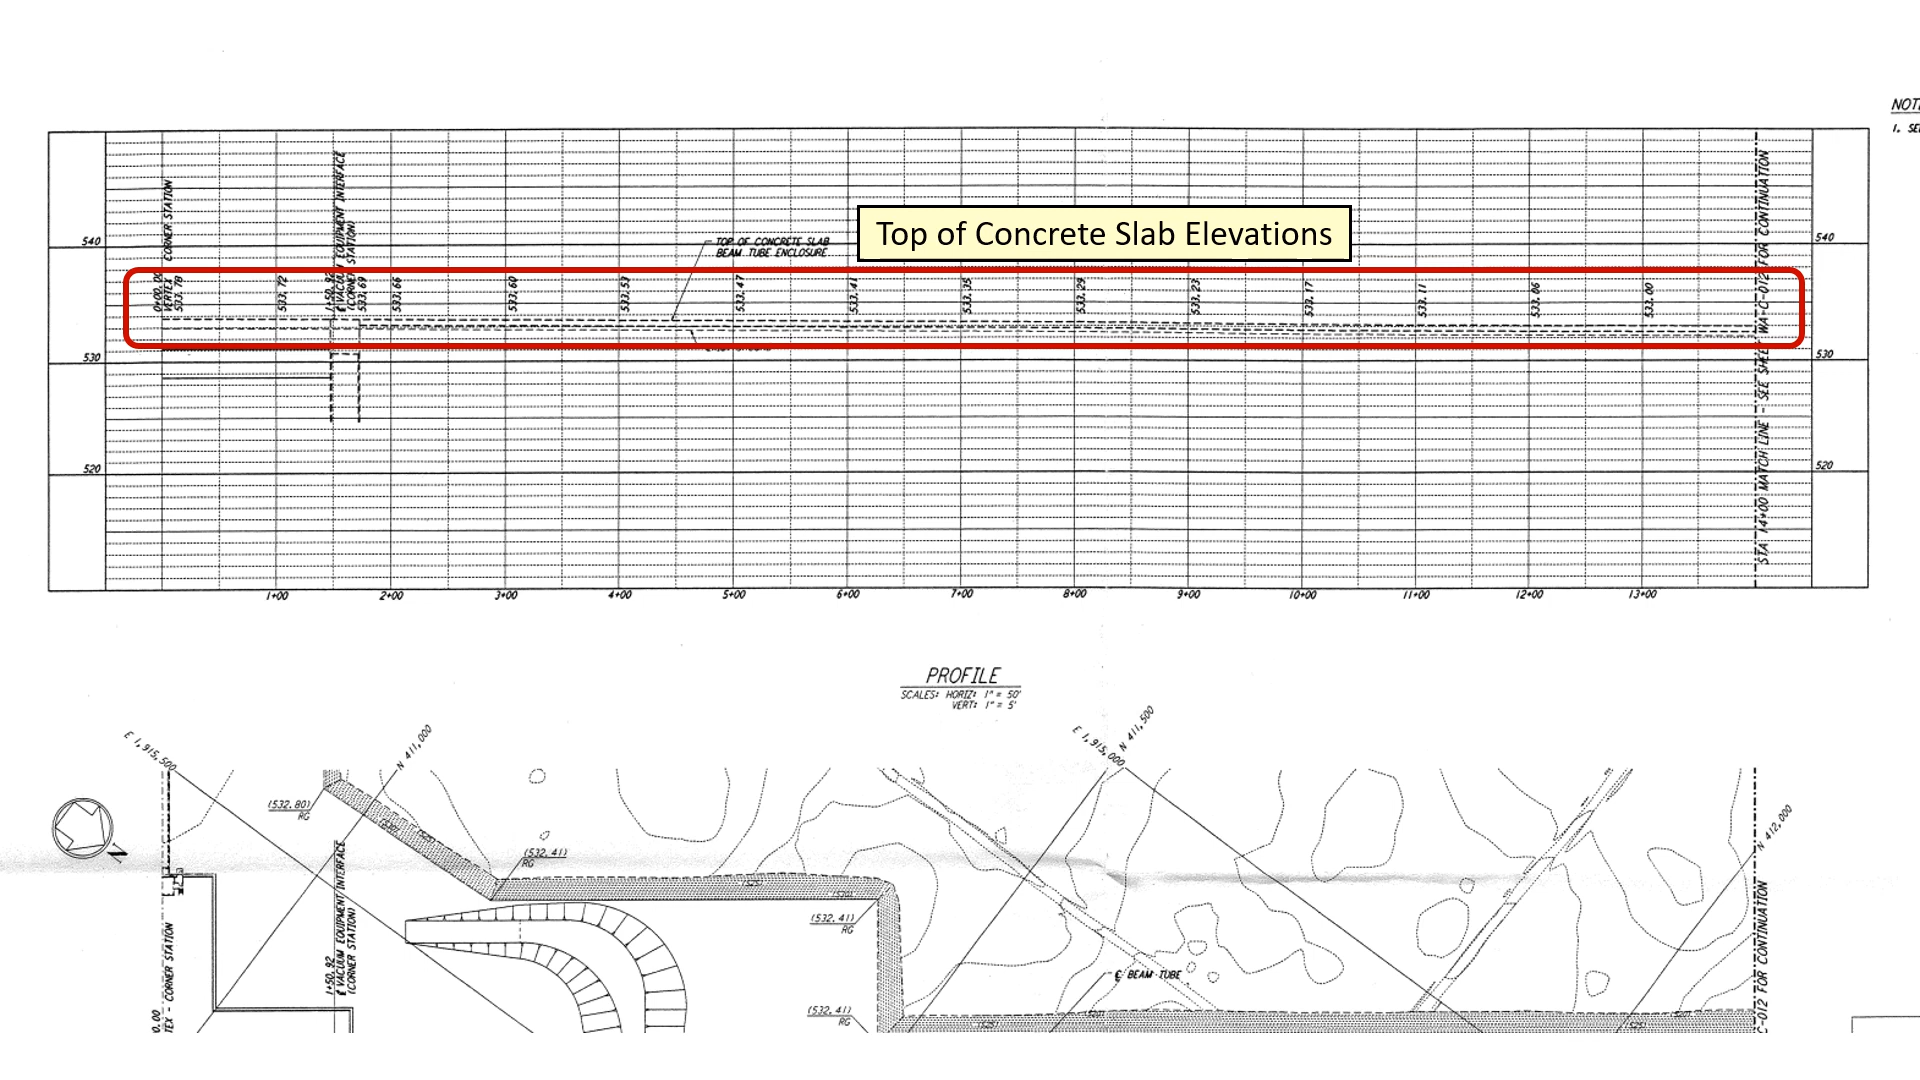 NOTE
1. SE
Top of Concrete Slab Elevations
TOP OF CONCRETE SLAB
BEAM TUBE ENCLOSURE
540
540
0+00.00
VERTEX - CORNER STATION
533.78
533.72
1+50.92
℄ VACUUM EQUIPMENT INTERFACE
(CORNER STATION)
533.69
533.66
533.60
533.53
533.47
533.41
533.35
533.29
533.23
533.17
533.11
533.06
533.00
STA 14+00 MATCH LINE - SEE SHEET WA-C-012 FOR CONTINUATION
530
530
520
520
1+00 2+00 3+00 4+00 5+00 6+00 7+00 8+00 9+00 10+00 11+00 12+00 13+00
PROFILE
SCALES: HORIZ: 1" = 50'
VERT: 1" = 5'
E 1,915,500
N 411,000
E 1,915,000
N 411,500
N 412,000
(532.80)
RG
(532.41)
RG
(532.41)
RG
(532.41)
RG
N
℄ BEAM TUBE
0.00
TEX - CORNER STATION
1+50.92
℄ VACUUM EQUIPMENT INTERFACE
(CORNER STATION)
C-012 FOR CONTINUATION